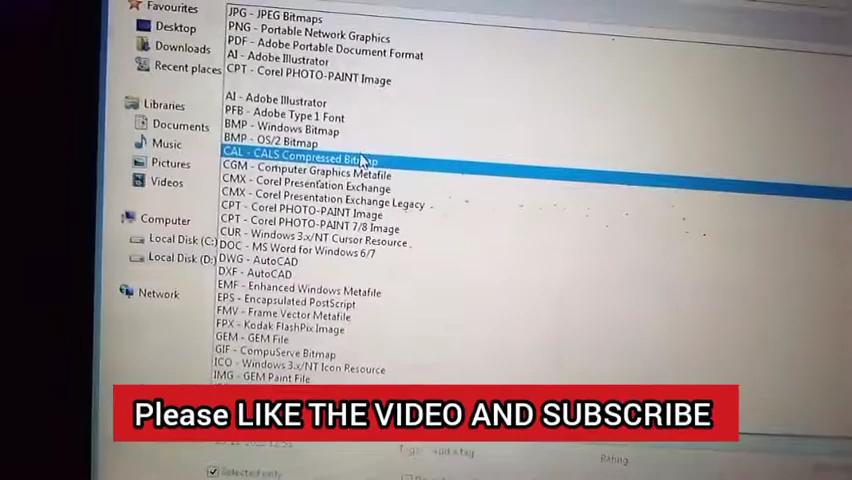 Favourites
Desktop
Downloads
Recent places
Libraries
Documents
Music
Pictures
Videos
Computer
Local Disk (C:)
Local Disk (D:)
Network
JPG - JPEG Bitmaps
PNG - Portable Network Graphics
PDF - Adobe Portable Document Format
AI - Adobe Illustrator
CPT - Corel PHOTO-PAINT Image
AI - Adobe Illustrator
PFB - Adobe Type 1 Font
BMP - Windows Bitmap
BMP - OS/2 Bitmap
CAL - CALS Compressed Bitmap
CGM - Computer Graphics Metafile
CMX - Corel Presentation Exchange
CMX - Corel Presentation Exchange Legacy
CPT - Corel PHOTO-PAINT Image
CPT - Corel PHOTO-PAINT 7/8 Image
CUR - Windows 3.x/NT Cursor Resource
DOC - MS Word for Windows 6/7
DWG - AutoCAD
DXF - AutoCAD
EMF - Enhanced Windows Metafile
EPS - Encapsulated PostScript
FMV - Frame Vector Metafile
FPX - Kodak FlashPix Image
GEM - GEM File
GIF - CompuServe Bitmap
ICO - Windows 3.x/NT Icon Resource
IMG - GEM Paint File
Please LIKE THE VIDEO AND SUBSCRIBE
Add a tag
Rating
Selected only